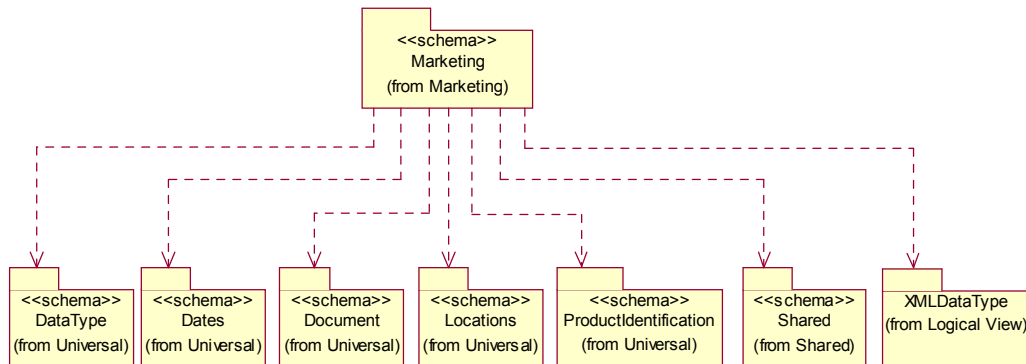 <<schema>>
Marketing
(from Marketing)
<<schema>>
DataType
(from Universal)
<<schema>>
Dates
(from Universal)
<<schema>>
Document
(from Universal)
<<schema>>
Locations
(from Universal)
<<schema>>
ProductIdentification
(from Universal)
<<schema>>
Shared
(from Shared)
XMLDataType
(from Logical View)